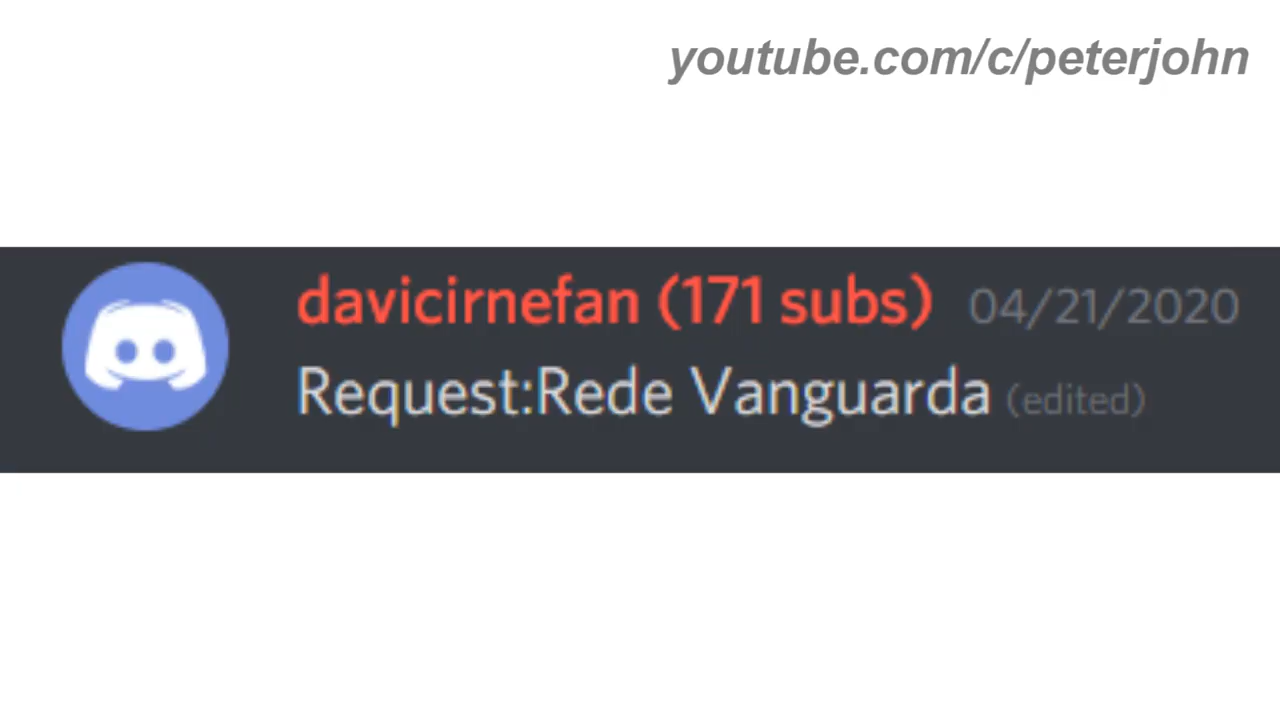 youtube.com/c/peterjohn
davicirnefan (171 subs) 04/21/2020
Request:Rede Vanguarda (edited)